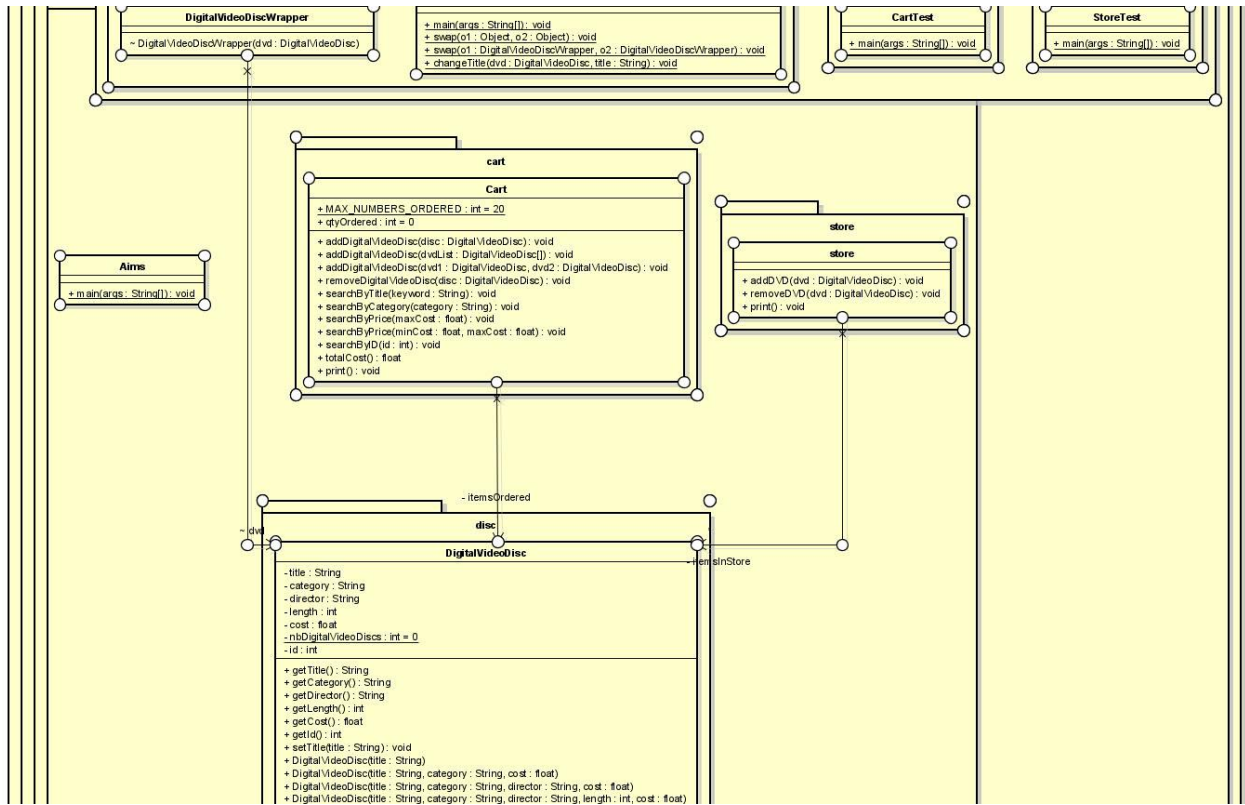 DigitalVideoDiscWrapper
~ DigitalVideoDiscWrapper(dvd : DigitalVideoDisc)
+ main(args : String[]) : void
+ swap(o1 : Object, o2 : Object) : void
+ swap(o1 : DigitalVideoDiscWrapper, o2 : DigitalVideoDiscWrapper) : void
+ changeTitle(dvd : DigitalVideoDisc, title : String) : void
CartTest
+ main(args : String[]) : void
StoreTest
+ main(args : String[]) : void
cart
Cart
+ MAX_NUMBERS_ORDERED : int = 20
+ qtyOrdered : int = 0
+ addDigitalVideoDisc(disc : DigitalVideoDisc) : void
+ addDigitalVideoDisc(dvdList : DigitalVideoDisc[]) : void
+ addDigitalVideoDisc(dvd1 : DigitalVideoDisc, dvd2 : DigitalVideoDisc) : void
+ removeDigitalVideoDisc(disc : DigitalVideoDisc) : void
+ searchByTitle(keyword : String) : void
+ searchByCategory(category : String) : void
+ searchByPrice(maxCost : float) : void
+ searchByPrice(minCost : float, maxCost : float) : void
+ searchByID(id : int) : void
+ totalCost() : float
+ print() : void
store
store
+ addDVD(dvd : DigitalVideoDisc) : void
+ removeDVD(dvd : DigitalVideoDisc) : void
+ print() : void
Aims
+ main(args : String[]) : void
- itemsOrdered
~ dvd
- itemsInStore
disc
DigitalVideoDisc
- title : String
- category : String
- director : String
- length : int
- cost : float
- nbDigitalVideoDiscs : int = 0
- id : int
+ getTitle() : String
+ getCategory() : String
+ getDirector() : String
+ getLength() : int
+ getCost() : float
+ getId() : int
+ setTitle(title : String) : void
+ DigitalVideoDisc(title : String)
+ DigitalVideoDisc(title : String, category : String, cost : float)
+ DigitalVideoDisc(title : String, category : String, director : String, cost : float)
+ DigitalVideoDisc(title : String, category : String, director : String, length : int, cost : float)